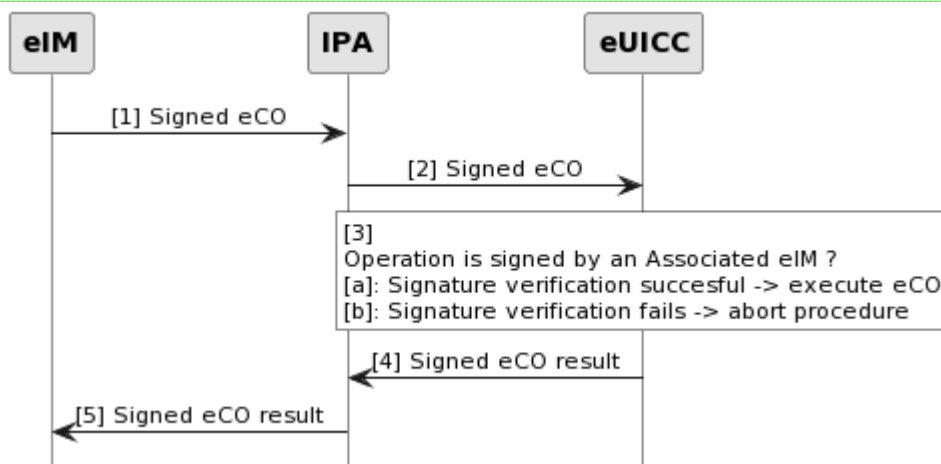 eIM
IPA
eUICC
[1] Signed eCO
[2] Signed eCO
[3]
Operation is signed by an Associated eIM ?
[a]: Signature verification succesful -> execute eCO
[b]: Signature verification fails -> abort procedure
[4] Signed eCO result
[5] Signed eCO result